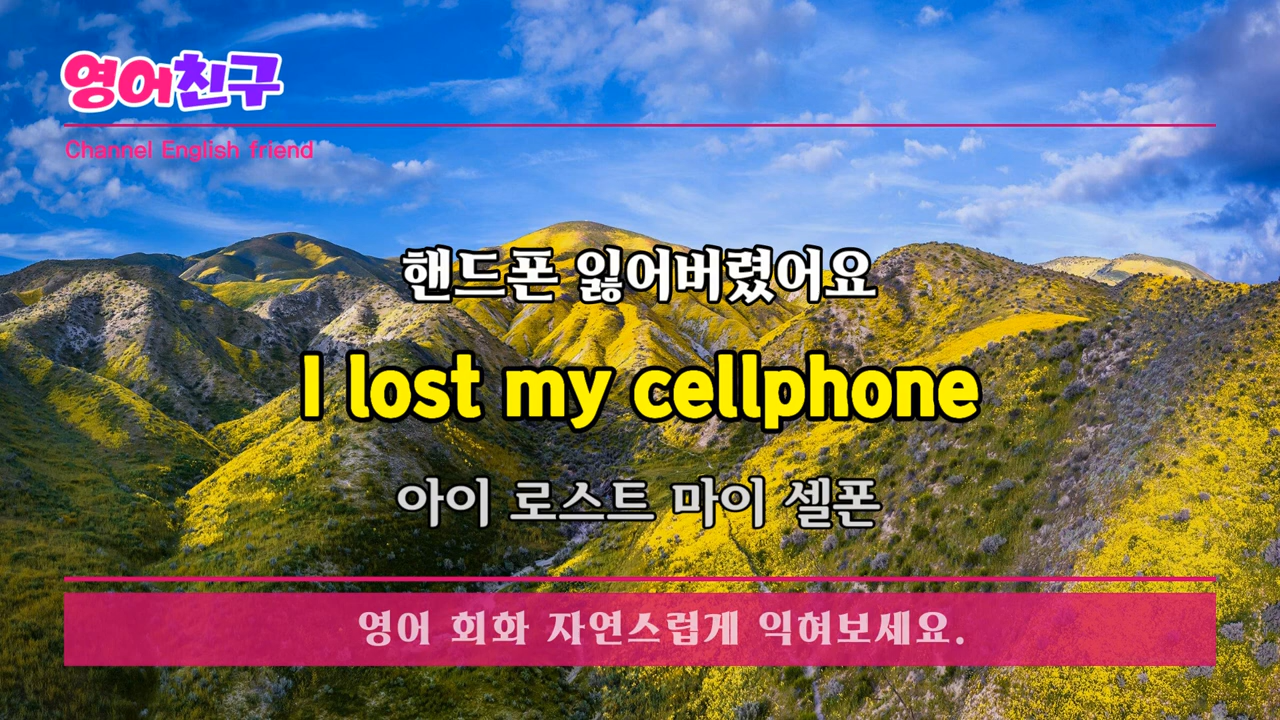 영어친구
Channel English friend
핸드폰 잃어버렸어요
I lost my cellphone
아이 로스트 마이 셀폰
영어 회화 자연스럽게 익혀보세요.